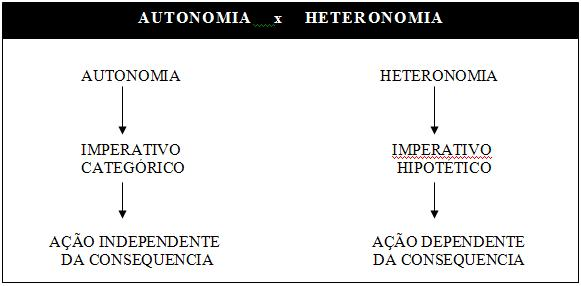 AUTONOMIA x HETERONOMIA
AUTONOMIA HETERONOMIA
IMPERATIVO IMPERATIVO
CATEGÓRICO HIPOTÉTICO
AÇÃO INDEPENDENTE AÇÃO DEPENDENTE
DA CONSEQUENCIA DA CONSEQUENCIA